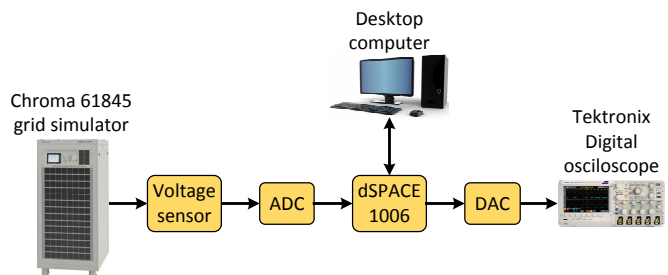 Desktop
computer
Chroma 61845
grid simulator
Tektronix
Digital
osciloscope
Voltage
sensor
ADC
dSPACE
1006
DAC